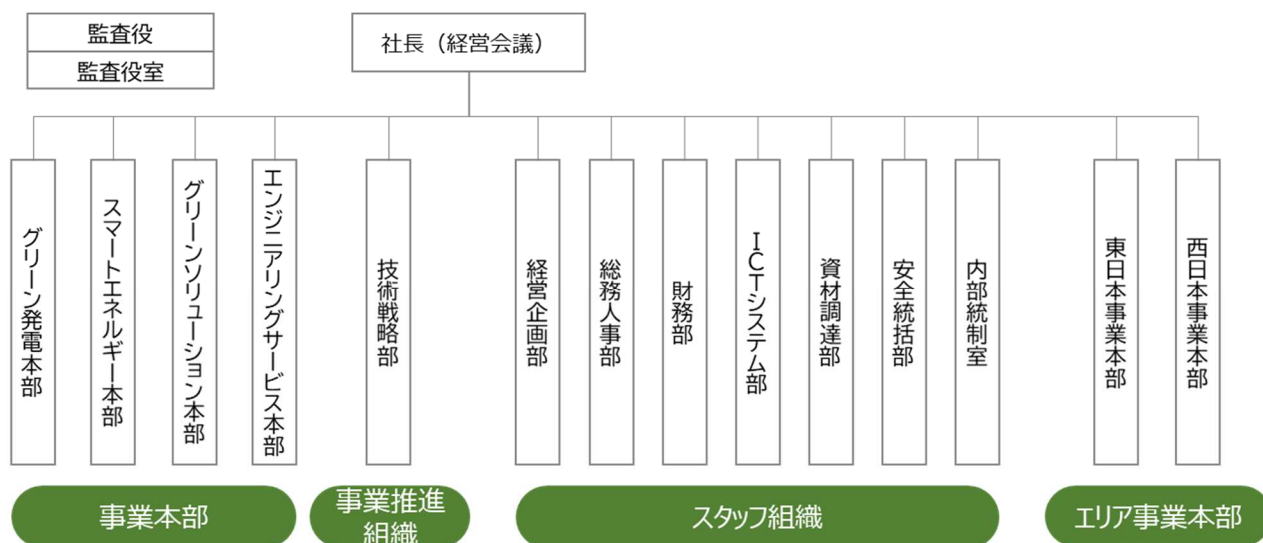 監査役
監査役室
社長（経営会議）
グリーン発電本部
スマートエネルギー本部
グリーンソリューション本部
エンジニアリングサービス本部
技術戦略部
経営企画部
総務人事部
財務部
ICTシステム部
資材調達部
安全統括部
内部統制室
東日本事業本部
西日本事業本部
事業本部
事業推進
組織
スタッフ組織
エリア事業本部